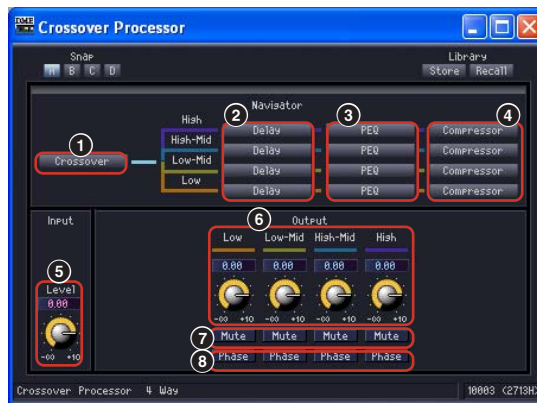 DME Crossover Processor
Snap Library
A B C D Store Recall
Navigator
High ② Delay ③ PEQ ④ Compressor
① High-Mid Delay PEQ Compressor
Crossover Low-Mid Delay PEQ Compressor
Low Delay PEQ Compressor
Input Output
⑥
Low Low-Mid High-Mid High
⑤ 0.00 0.00 0.00 0.00
Level
0.00
-∞ +10 -∞ +10 -∞ +10 -∞ +10
⑦ Mute Mute Mute Mute
-∞ +10 ⑧ Phase Phase Phase Phase
Crossover Processor 4 Way 10003 (2713H)